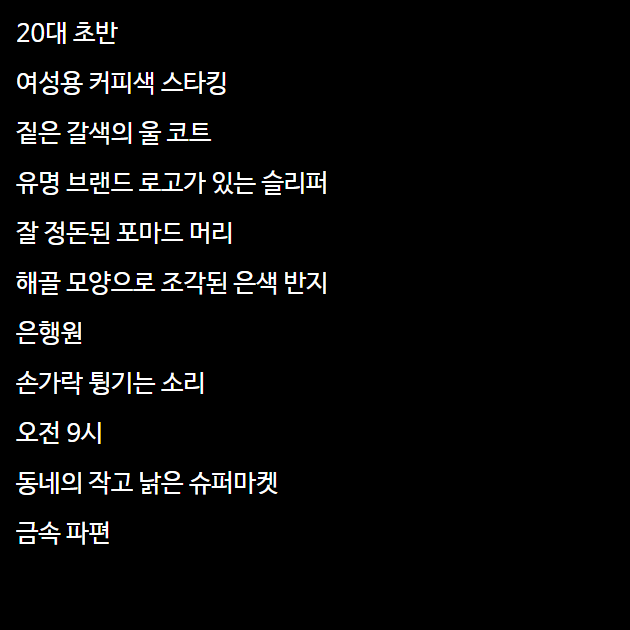 20대 초반
여성용 커피색 스타킹
짙은 갈색의 울 코트
유명 브랜드 로고가 있는 슬리퍼
잘 정돈된 포마드 머리
해골 모양으로 조각된 은색 반지
은행원
손가락 튕기는 소리
오전 9시
동네의 작고 낡은 슈퍼마켓
금속 파편